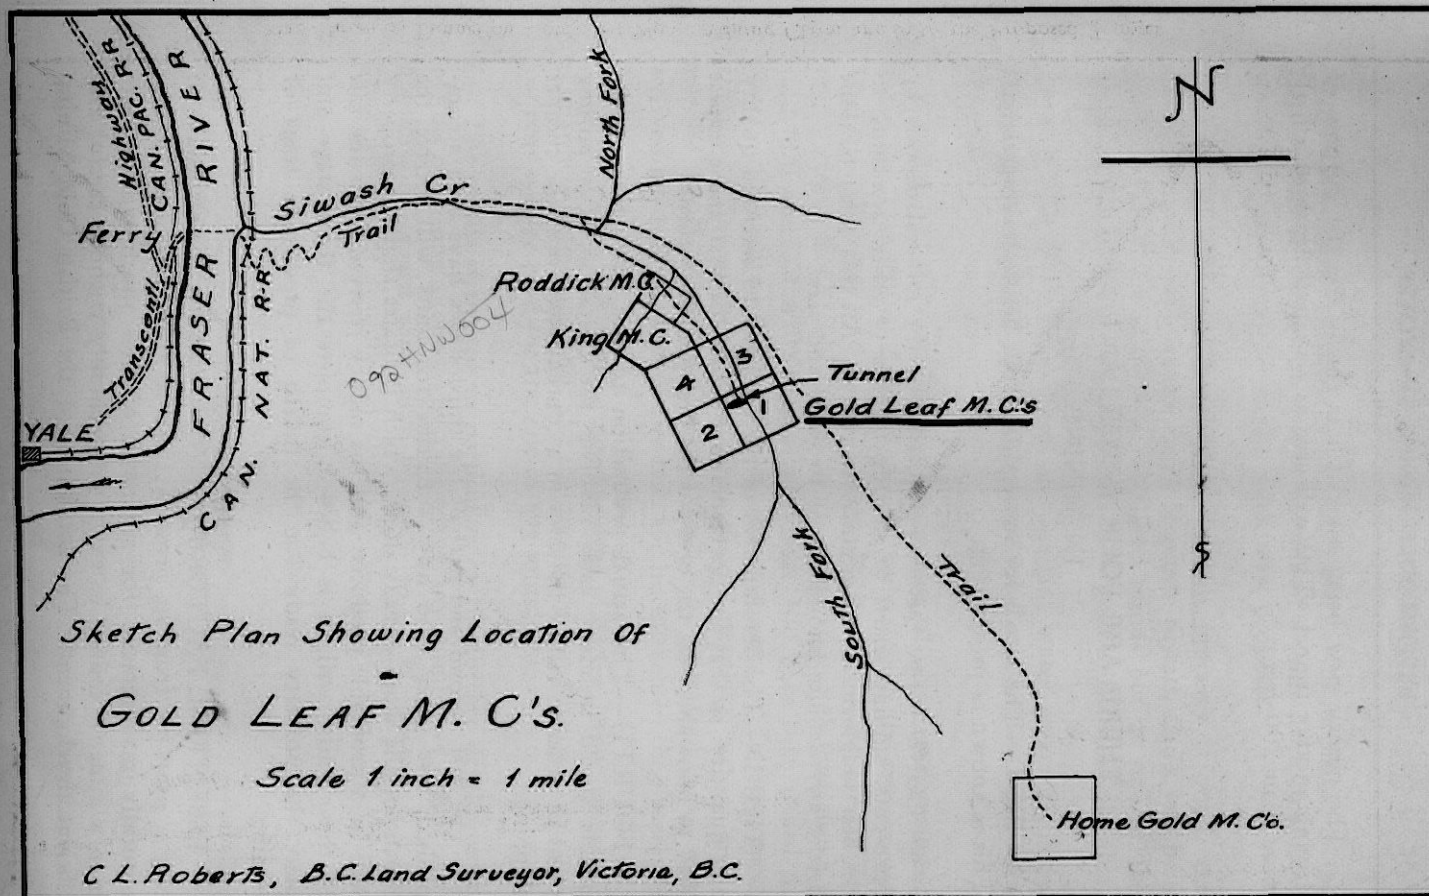 Highway
CAN. PAC. R-R
FRASER RIVER
North Fork
N
Siwash Cr
Ferry
Trail
Transcontl.
Roddick M.C.
King M.C.
092HNW004
CAN. NAT. R-R
3
4
Tunnel
1
Gold Leaf M.C.'s
2
YALE
South Fork
Trail
S
Sketch Plan Showing Location Of
GOLD LEAF M. C's.
Scale 1 inch = 1 mile
Home Gold M. Co.
C L. Roberts, B.C. Land Surveyor, Victoria, B.C.